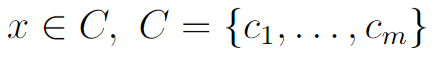 x ∈ C, C = {c₁, . . . , cₘ}